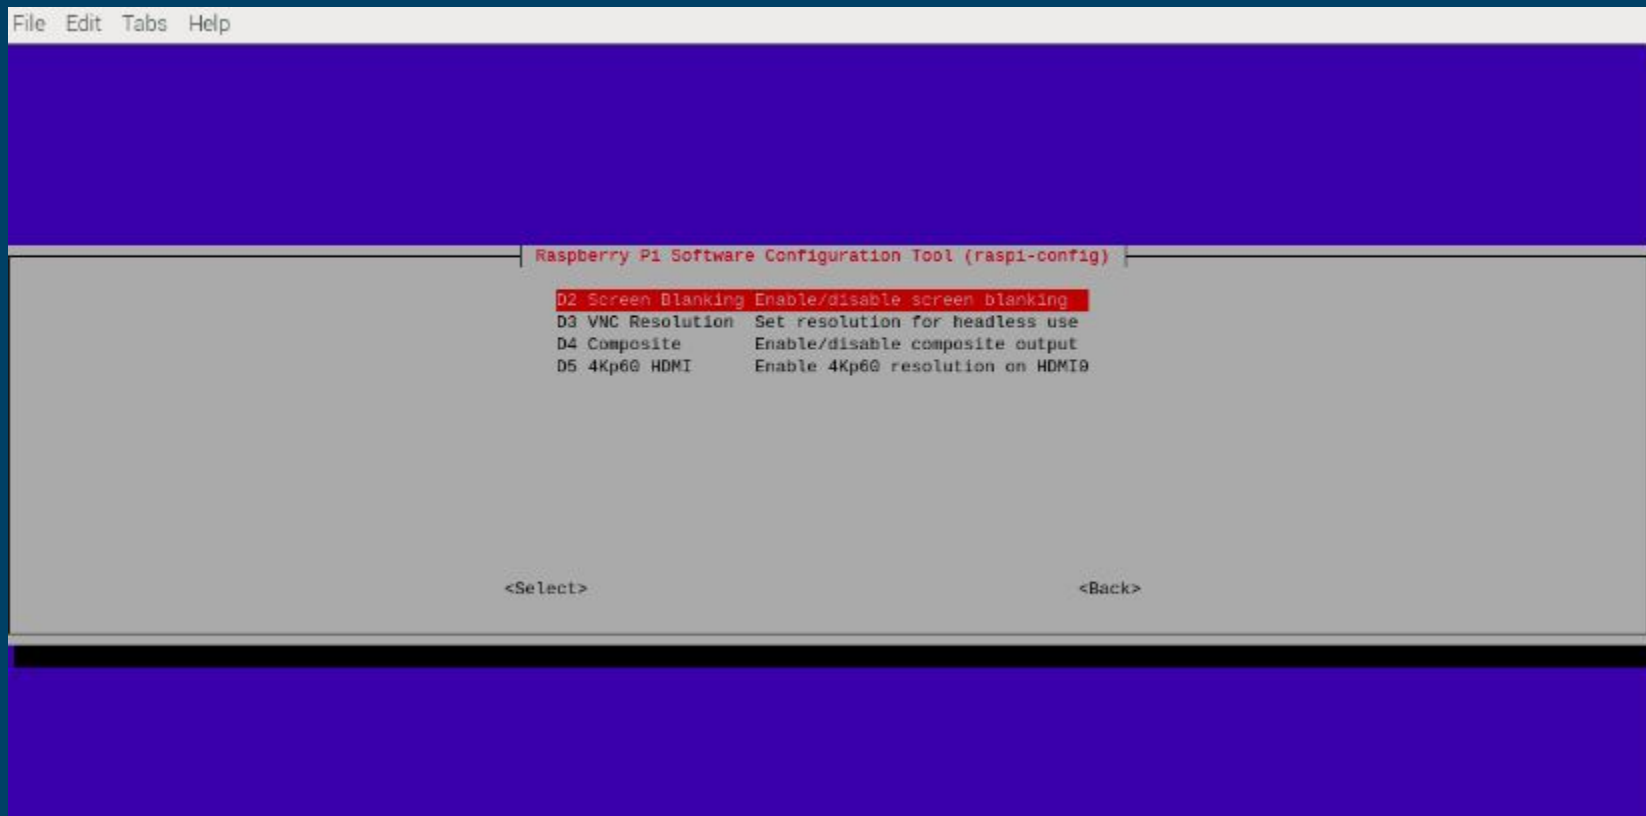 File Edit Tabs Help
Raspberry Pi Software Configuration Tool (raspi-config)
D2 Screen Blanking Enable/disable screen blanking
D3 VNC Resolution Set resolution for headless use
D4 Composite Enable/disable composite output
D5 4Kp60 HDMI Enable 4Kp60 resolution on HDMI0
<Select> <Back>